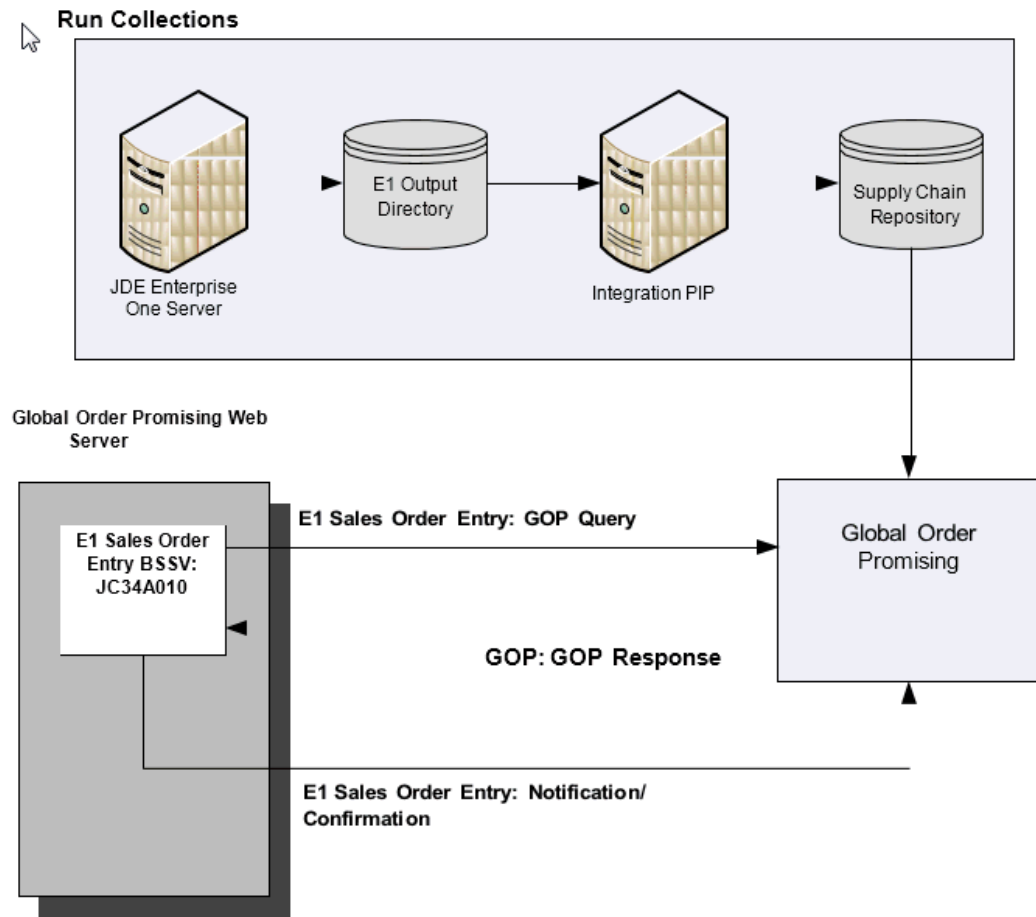 Run Collections
E1 Output
Directory
Supply Chain
Repository
JDE Enterprise
One Server
Integration PIP
Global Order Promising Web
Server
E1 Sales Order
Entry BSSV:
JC34A010
E1 Sales Order Entry: GOP Query
Global Order
Promising
GOP: GOP Response
E1 Sales Order Entry: Notification/
Confirmation